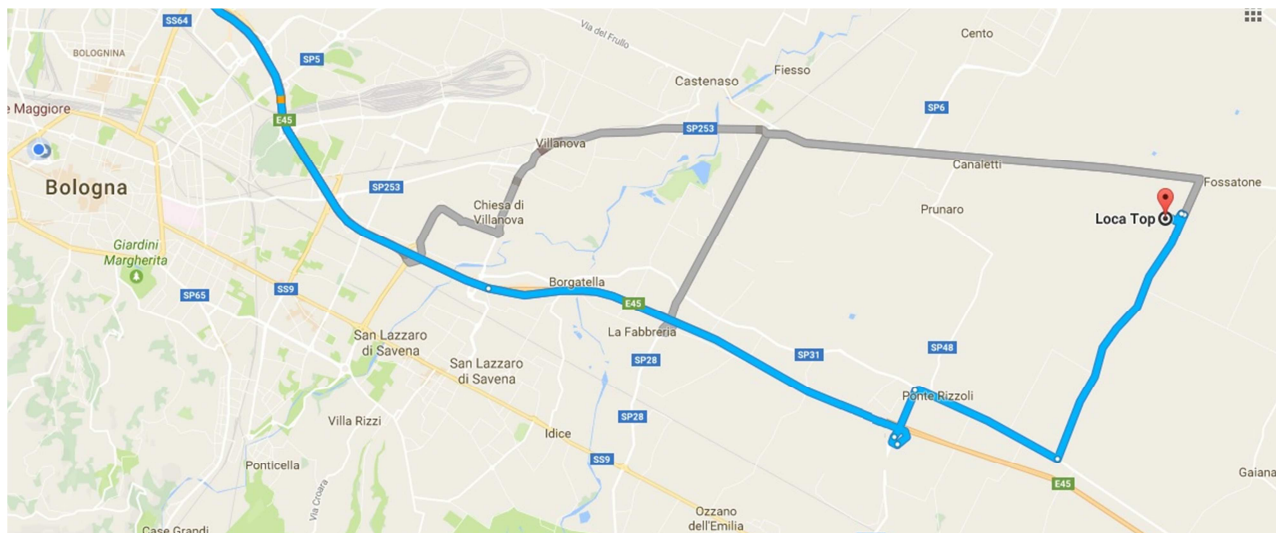 SS64
Via del Frullo
Cento
BOLOGNINA
SP5
Fiesso
Castenaso
e Maggiore
SP6
E45
SP253
Villanova
Canaletti
Bologna
SP253
Fossatone
Chiesa di
Villanova
Prunaro
Loca Top
Giardini
Margherita
SP65
SS9
Borgatella
E45
La Fabbreria
San Lazzaro
di Savena
SP31
SP48
SP28
San Lazzaro
di Savena
Ponte Rizzoli
SP28
Villa Rizzi
Idice
SS9
Ponticella
Gaiana
E45
Via Croara
Ozzano
dell'Emilia
Case Grandi